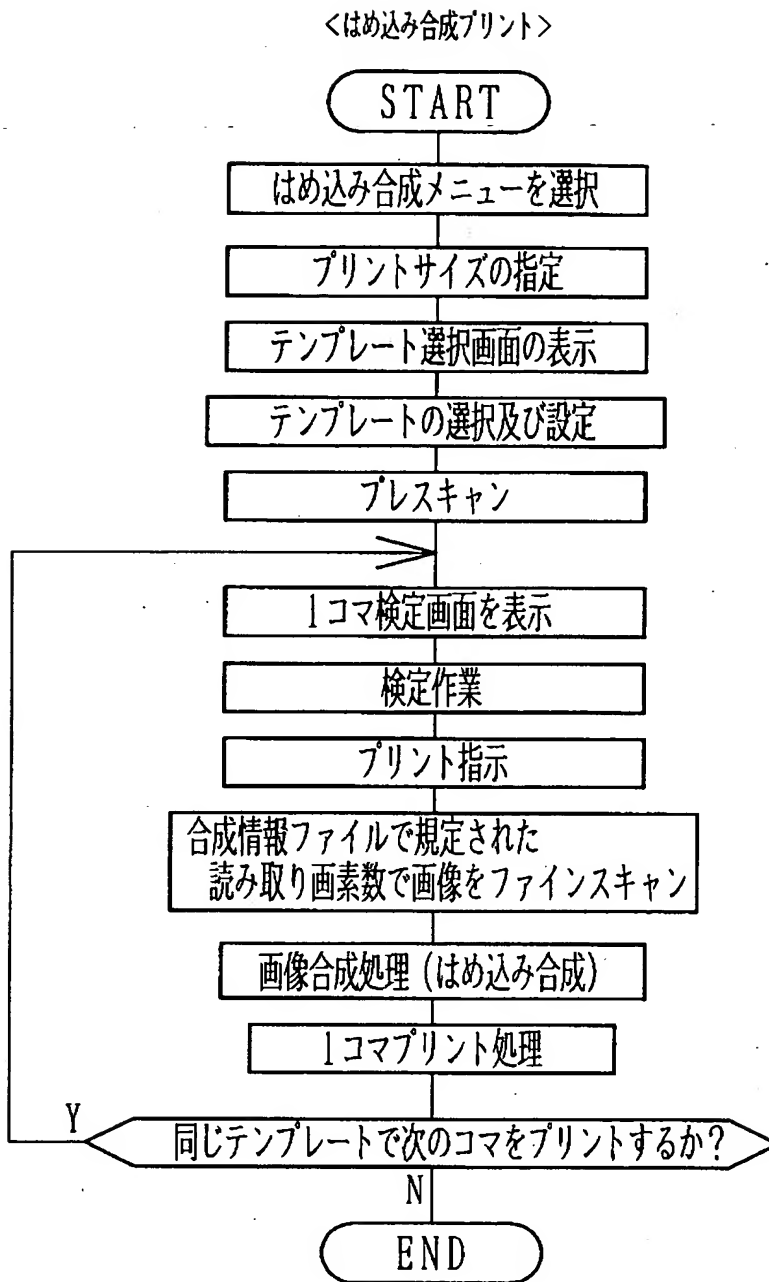 <はめ込み合成プリント>
START
はめ込み合成メニューを選択
プリントサイズの指定
テンプレート選択画面の表示
テンプレートの選択及び設定
プレスキャン
1コマ検定画面を表示
検定作業
プリント指示
合成情報ファイルで規定された
読み取り画素数で画像をファインスキャン
画像合成処理(はめ込み合成)
1コマプリント処理
Y
同じテンプレートで次のコマをプリントするか?
N
END